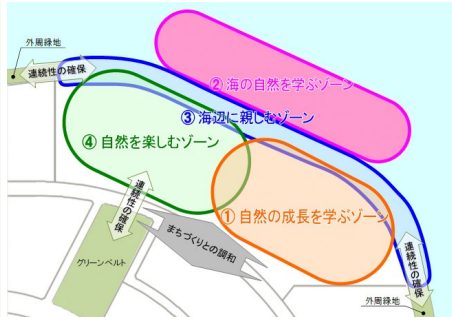 外周緑地
連続性の確保
②海の自然を学ぶゾーン
③海辺に親しむゾーン
④自然を楽しむゾーン
連続性の確保
①自然の成長を学ぶゾーン
まちづくりとの調和
グリーンベルト
連続性の確保
外周緑地